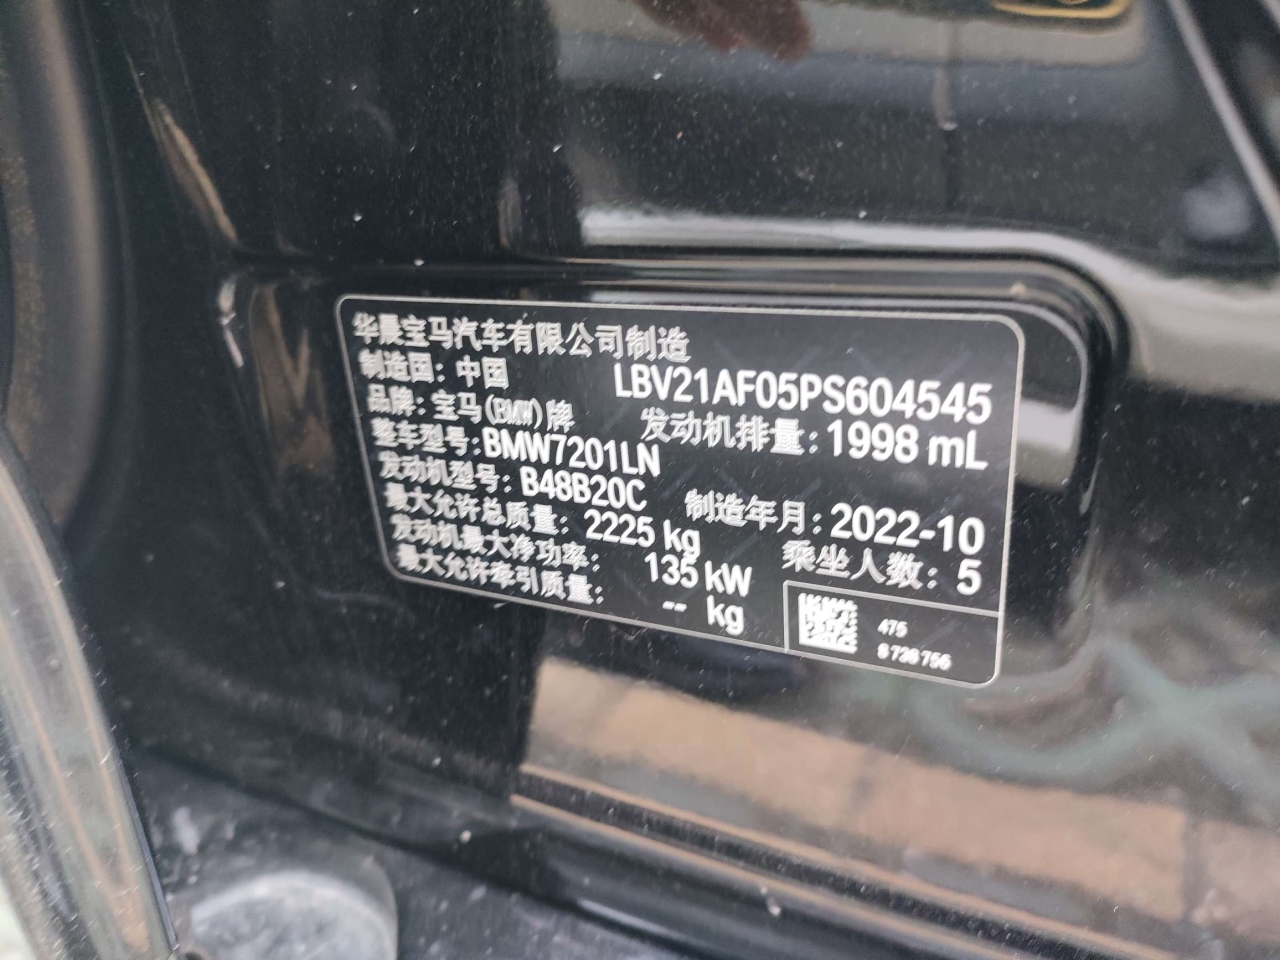 华晨宝马汽车有限公司制造
制造国：中国
LBV21AF05PS604545
品牌：宝马(BMW)牌
发动机排量：1998 mL
整车型号：BMW7201LN
发动机型号：B48B20C
制造年月：2022-10
最大允许总质量：2225 kg
乘坐人数：5
发动机最大净功率：135 kW
最大允许牵引质量：-- kg
475
8 738 756